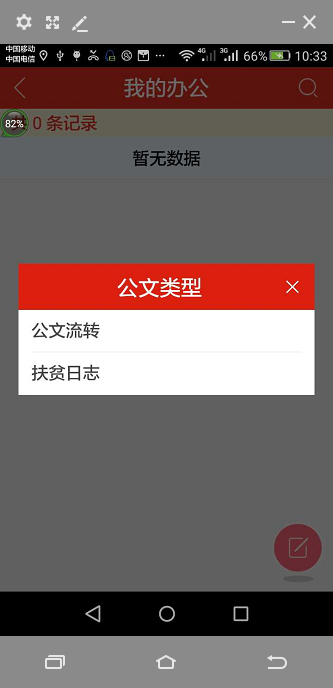 中国移动
中国电信
4G
3G
66%
10:33
我的办公
82%
0 条记录
暂无数据
公文类型
公文流转
扶贫日志